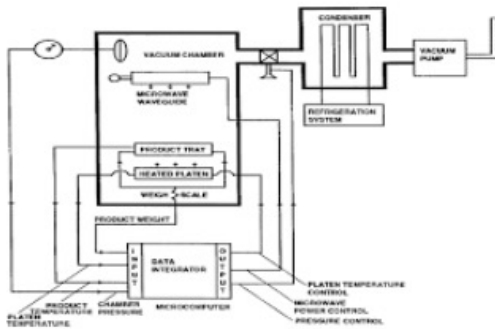 CONDENSER
VACUUM CHAMBER
VACUUM
PUMP
MICROWAVE
WAVEGUIDE
REFRIGERATION
SYSTEM
PRODUCT TRAY
HEATED PLATEN
WEIGH SCALE
PRODUCT WEIGHT
INPUT
DATA
INTEGRATOR
OUTPUT
PLATEN TEMPERATURE
CONTROL
MICROWAVE
POWER CONTROL
PRESSURE CONTROL
MICROCOMPUTER
CHAMBER
PRESSURE
PRODUCT
TEMPERATURE
PLATEN
TEMPERATURE